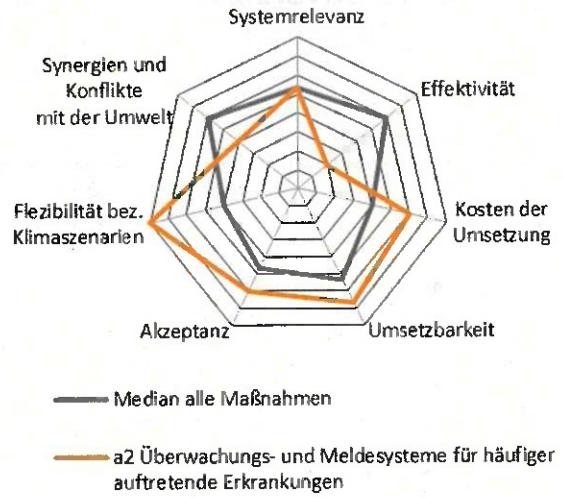 Systemrelevanz
Synergien und
Konflikte
mit der Umwelt
Effektivität
Flezibilität bez.
Klimaszenarien
Kosten der
Umsetzung
Akzeptanz
Umsetzbarkeit
Median alle Maßnahmen
a2 Überwachungs- und Meldesysteme für häufiger
auftretende Erkrankungen